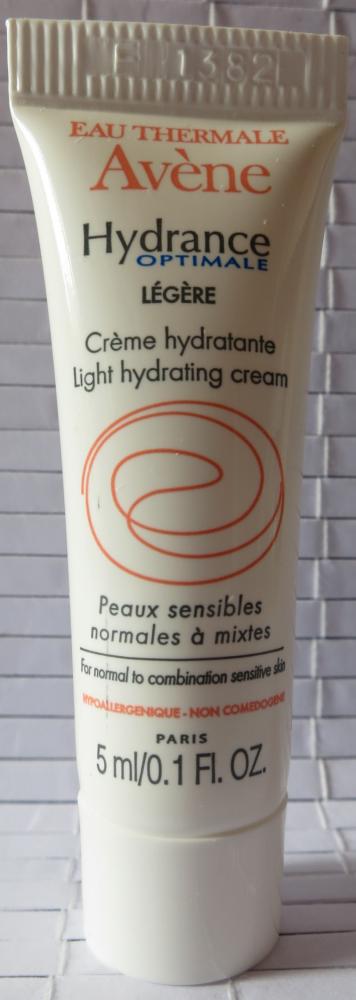 EAU THERMALE
Avène
Hydrance
OPTIMALE
LÉGÈRE
Crème hydratante
Light hydrating cream
Peaux sensibles
normales à mixtes
For normal to combination sensitive skin
HYPOALLERGENIQUE - NON COMEDOGENE
PARIS
5 ml/0.1 Fl. OZ.